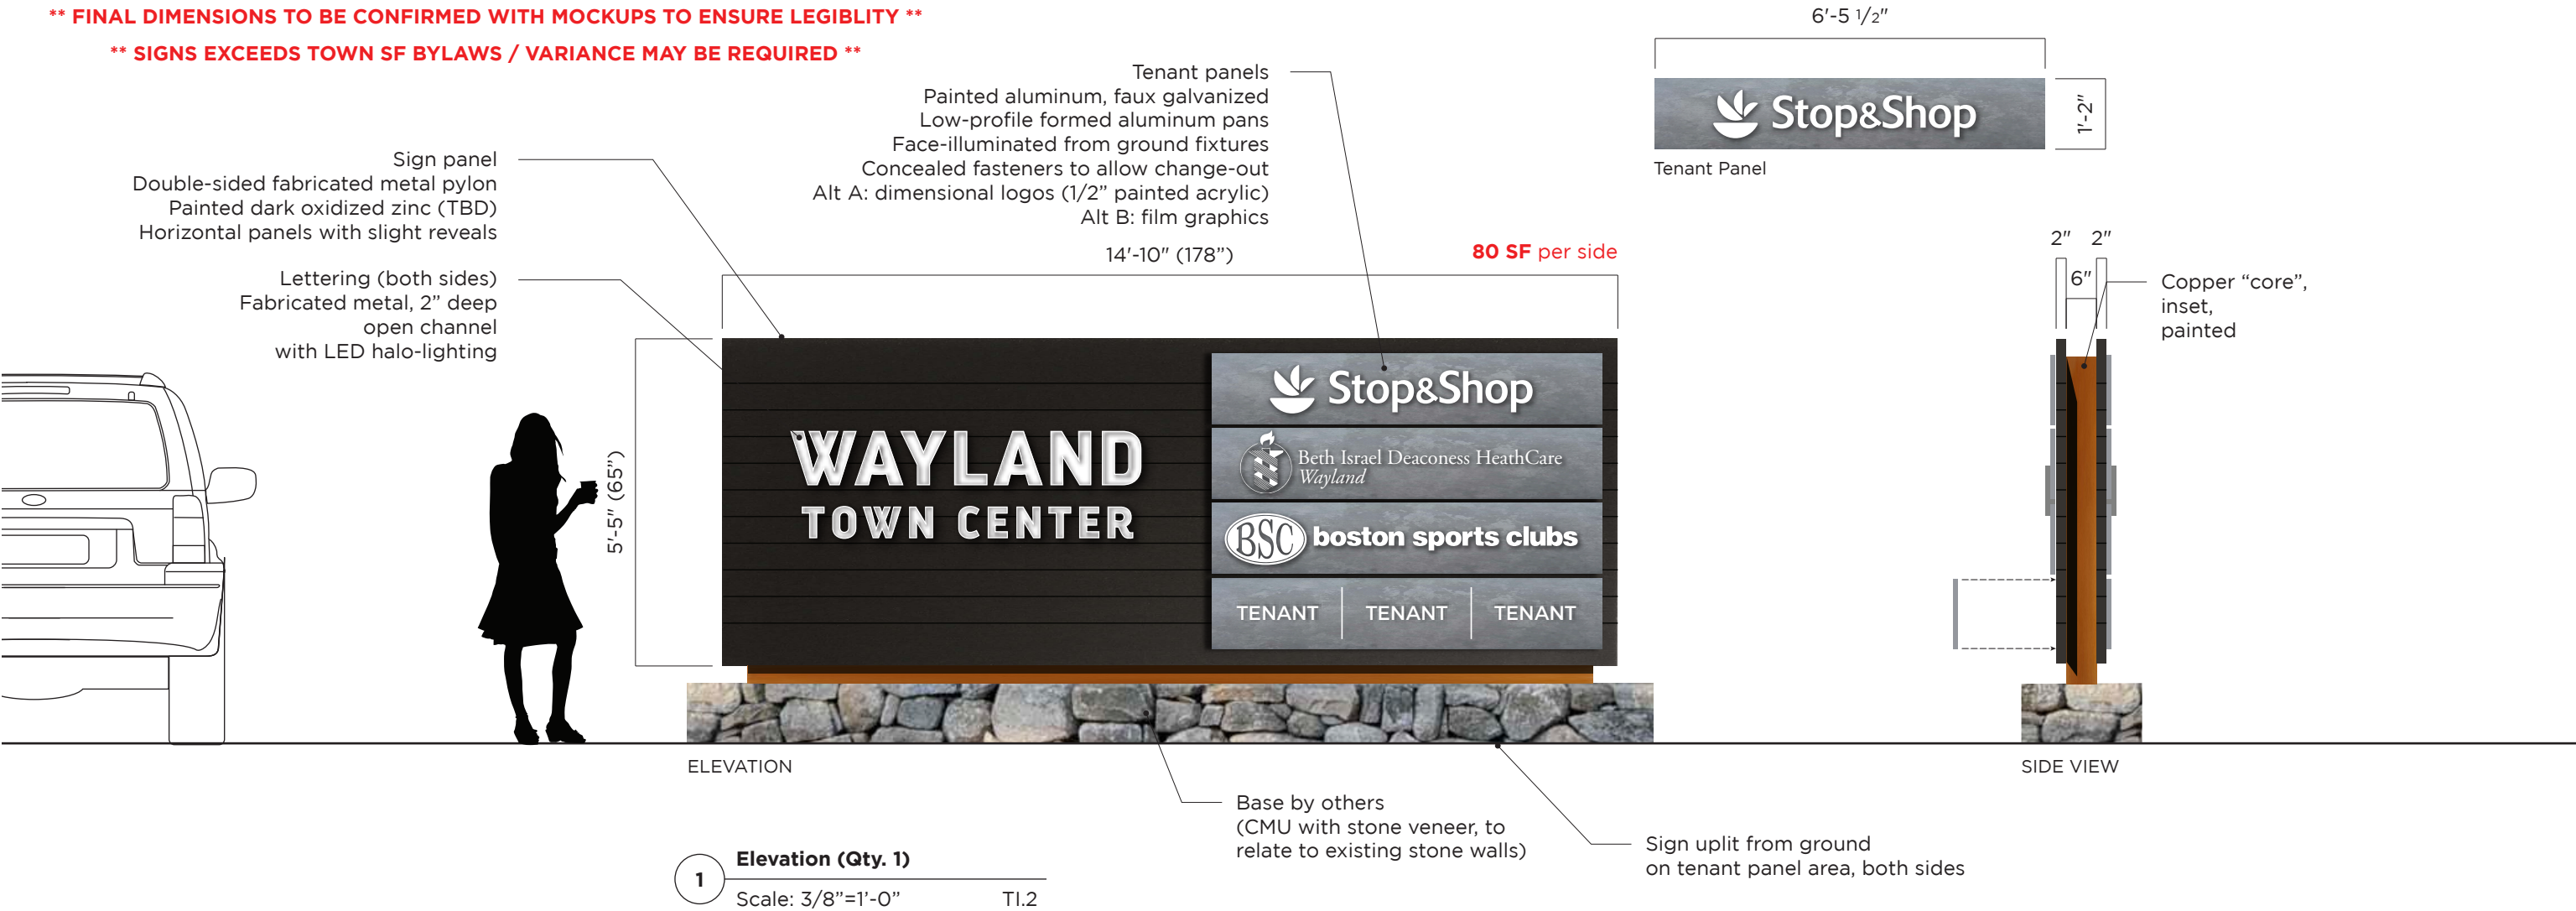 ** FINAL DIMENSIONS TO BE CONFIRMED WITH MOCKUPS TO ENSURE LEGIBLITY **
** SIGNS EXCEEDS TOWN SF BYLAWS / VARIANCE MAY BE REQUIRED **
Sign panel
Double-sided fabricated metal pylon
Painted dark oxidized zinc (TBD)
Horizontal panels with slight reveals
Lettering (both sides)
Fabricated metal, 2” deep
open channel
with LED halo-lighting
Tenant panels
Painted aluminum, faux galvanized
Low-profile formed aluminum pans
Face-illuminated from ground fixtures
Concealed fasteners to allow change-out
Alt A: dimensional logos (1/2” painted acrylic)
Alt B: film graphics
14'-10" (178”)
80 SF per side
5'-5" (65”)
WAYLAND
TOWN CENTER
Stop&Shop
Beth Israel Deaconess HeathCare
Wayland
BSC boston sports clubs
TENANT TENANT TENANT
6'-5 1/2"
Stop&Shop
1'-2"
Tenant Panel
2" 2"
6"
Copper “core”,
inset,
painted
ELEVATION
SIDE VIEW
Base by others
(CMU with stone veneer, to
relate to existing stone walls)
Sign uplit from ground
on tenant panel area, both sides
1
Elevation (Qty. 1)
Scale: 3/8”=1’-0” TI.2